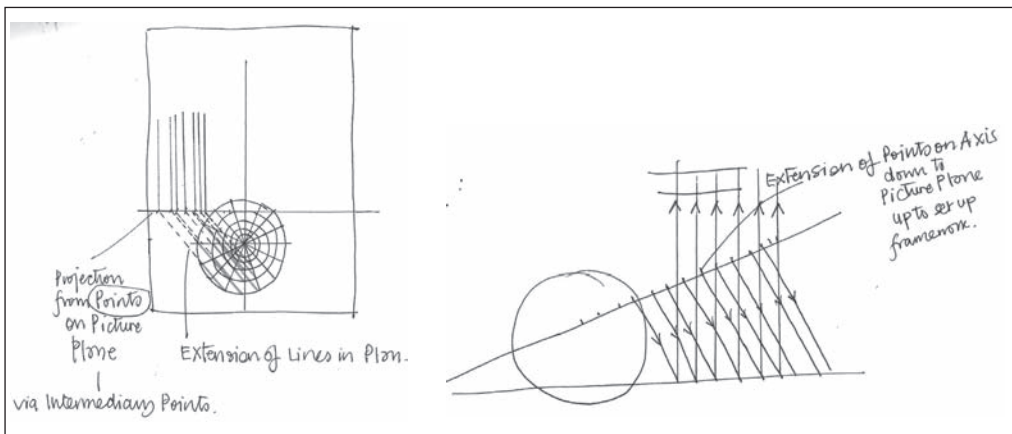 Projection
from Points
on Picture
Plane
via Intermediary Points.
Extension of Lines in Plan.
Extension of Points on Axis
down to
Picture Plane
up to set up
framework.